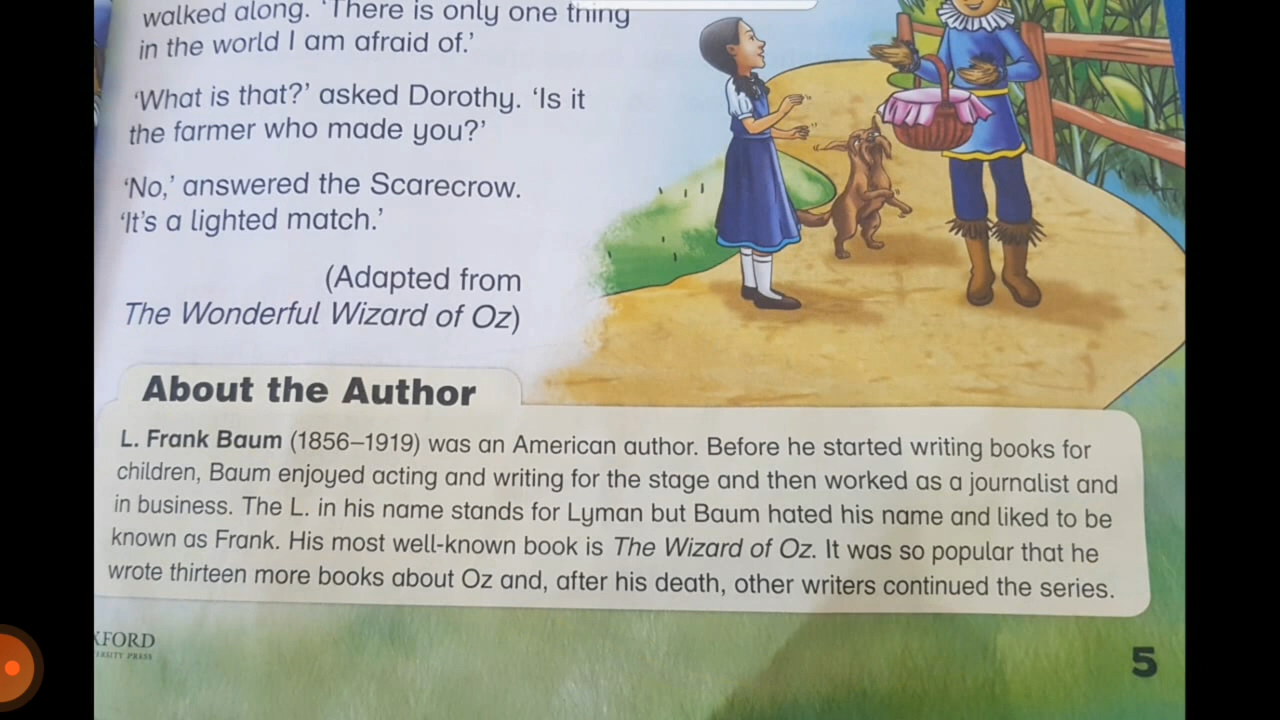 walked along. 'There is only one thing
in the world I am afraid of.'
'What is that?' asked Dorothy. 'Is it
the farmer who made you?'
'No,' answered the Scarecrow.
'It's a lighted match.'
(Adapted from
The Wonderful Wizard of Oz)
About the Author
L. Frank Baum (1856–1919) was an American author. Before he started writing books for
children, Baum enjoyed acting and writing for the stage and then worked as a journalist and
in business. The L. in his name stands for Lyman but Baum hated his name and liked to be
known as Frank. His most well-known book is The Wizard of Oz. It was so popular that he
wrote thirteen more books about Oz and, after his death, other writers continued the series.
XFORD
ERSITY PRESS
5